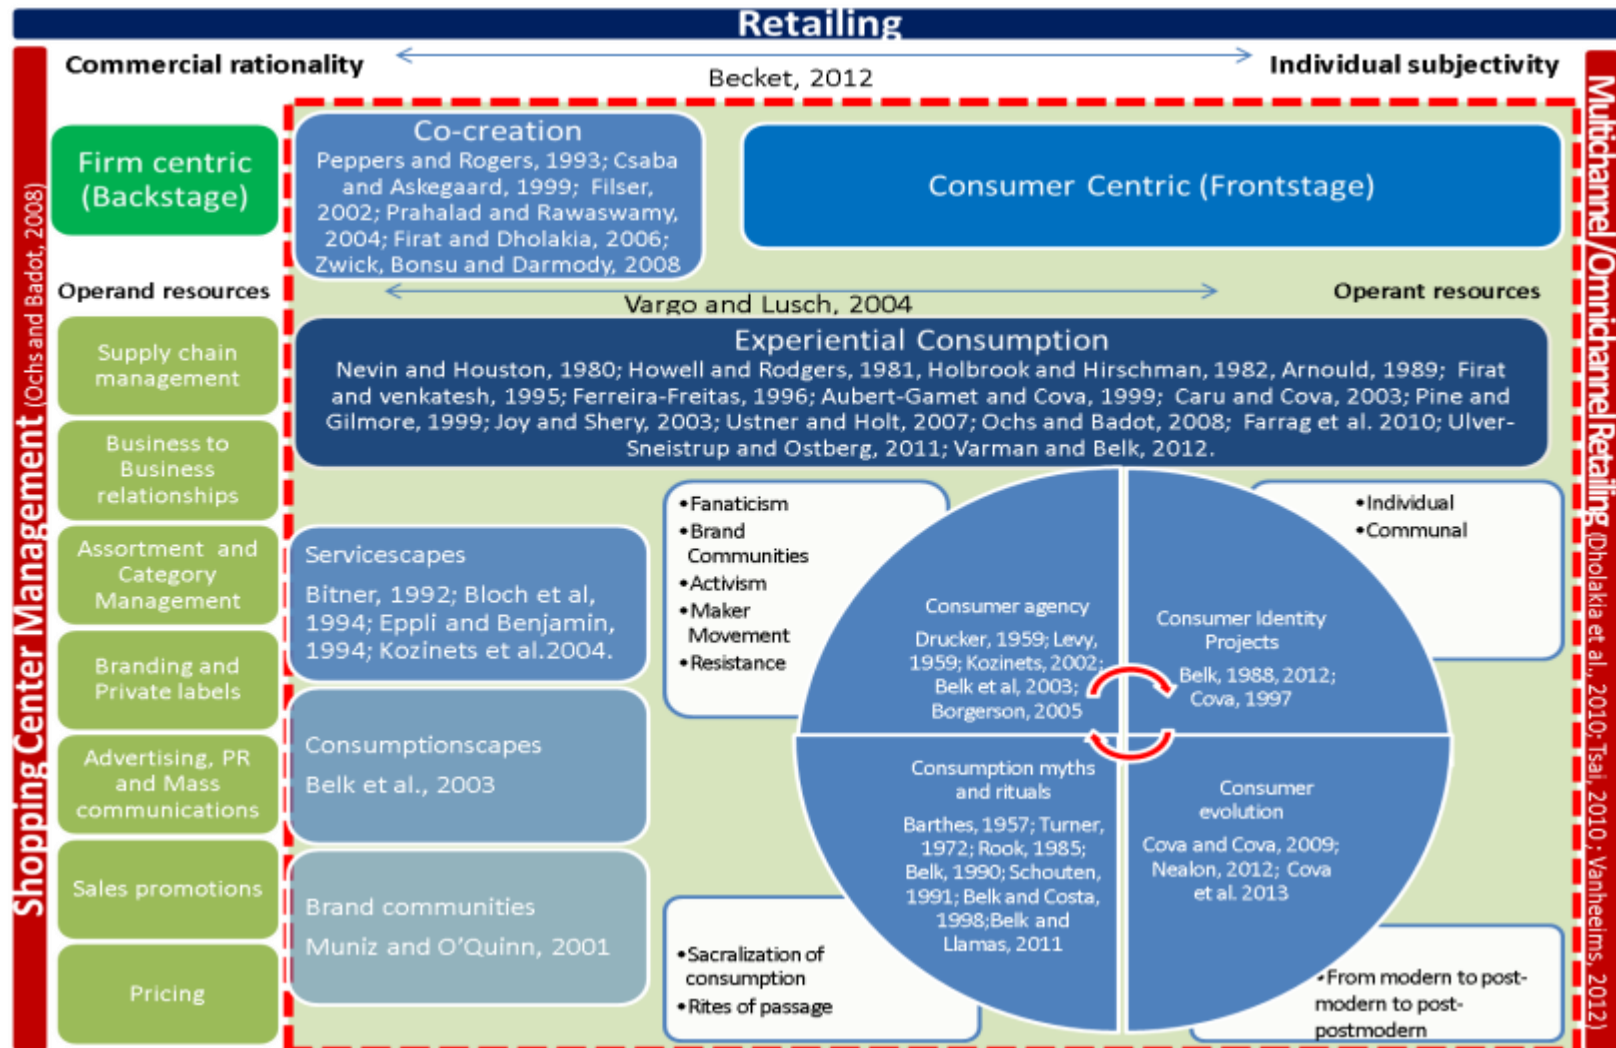 Retailing
Commercial rationality
Becket, 2012
Individual subjectivity
Shopping Center Management (Ochs and Badot, 2008)
Multichannel/Omnichannel Retailing (Dholakia et al., 2010; Tsai, 2010 ; Vanheeims, 2012)
Firm centric
(Backstage)
Co-creation
Peppers and Rogers, 1993; Csaba
and Askegaard, 1999; Filser,
2002; Prahalad and Rawaswamy,
2004; Firat and Dholakia, 2006;
Zwick, Bonsu and Darmody, 2008
Consumer Centric (Frontstage)
Operand resources
Vargo and Lusch, 2004
Operant resources
Supply chain
management
Business to
Business
relationships
Assortment and
Category
Management
Branding and
Private labels
Advertising, PR
and Mass
communications
Sales promotions
Pricing
Experiential Consumption
Nevin and Houston, 1980; Howell and Rodgers, 1981, Holbrook and Hirschman, 1982, Arnould, 1989; Firat
and venkatesh, 1995; Ferreira-Freitas, 1996; Aubert-Gamet and Cova, 1999; Caru and Cova, 2003; Pine and
Gilmore, 1999; Joy and Shery, 2003; Ustner and Holt, 2007; Ochs and Badot, 2008; Farrag et al. 2010; Ulver-
Sneistrup and Ostberg, 2011; Varman and Belk, 2012.
Servicescapes
Bitner, 1992; Bloch et al,
1994; Eppli and Benjamin,
1994; Kozinets et al.2004.
Consumptionscapes
Belk et al., 2003
Brand communities
Muniz and O'Quinn, 2001
•Fanaticism
•Brand
Communities
•Activism
•Maker
Movement
•Resistance
•Individual
•Communal
Consumer agency
Drucker, 1959; Levy,
1959; Kozinets, 2002;
Belk et al, 2003;
Borgerson, 2005
Consumer Identity
Projects
Belk, 1988, 2012;
Cova, 1997
Consumption myths
and rituals
Barthes, 1957; Turner,
1972; Rook, 1985;
Belk, 1990; Schouten,
1991; Belk and Costa,
1998;Belk and
Llamas, 2011
Consumer
evolution
Cova and Cova, 2009;
Nealon, 2012; Cova
et al. 2013
•Sacralization of
consumption
•Rites of passage
•From modern to post-
modern to post-
postmodern